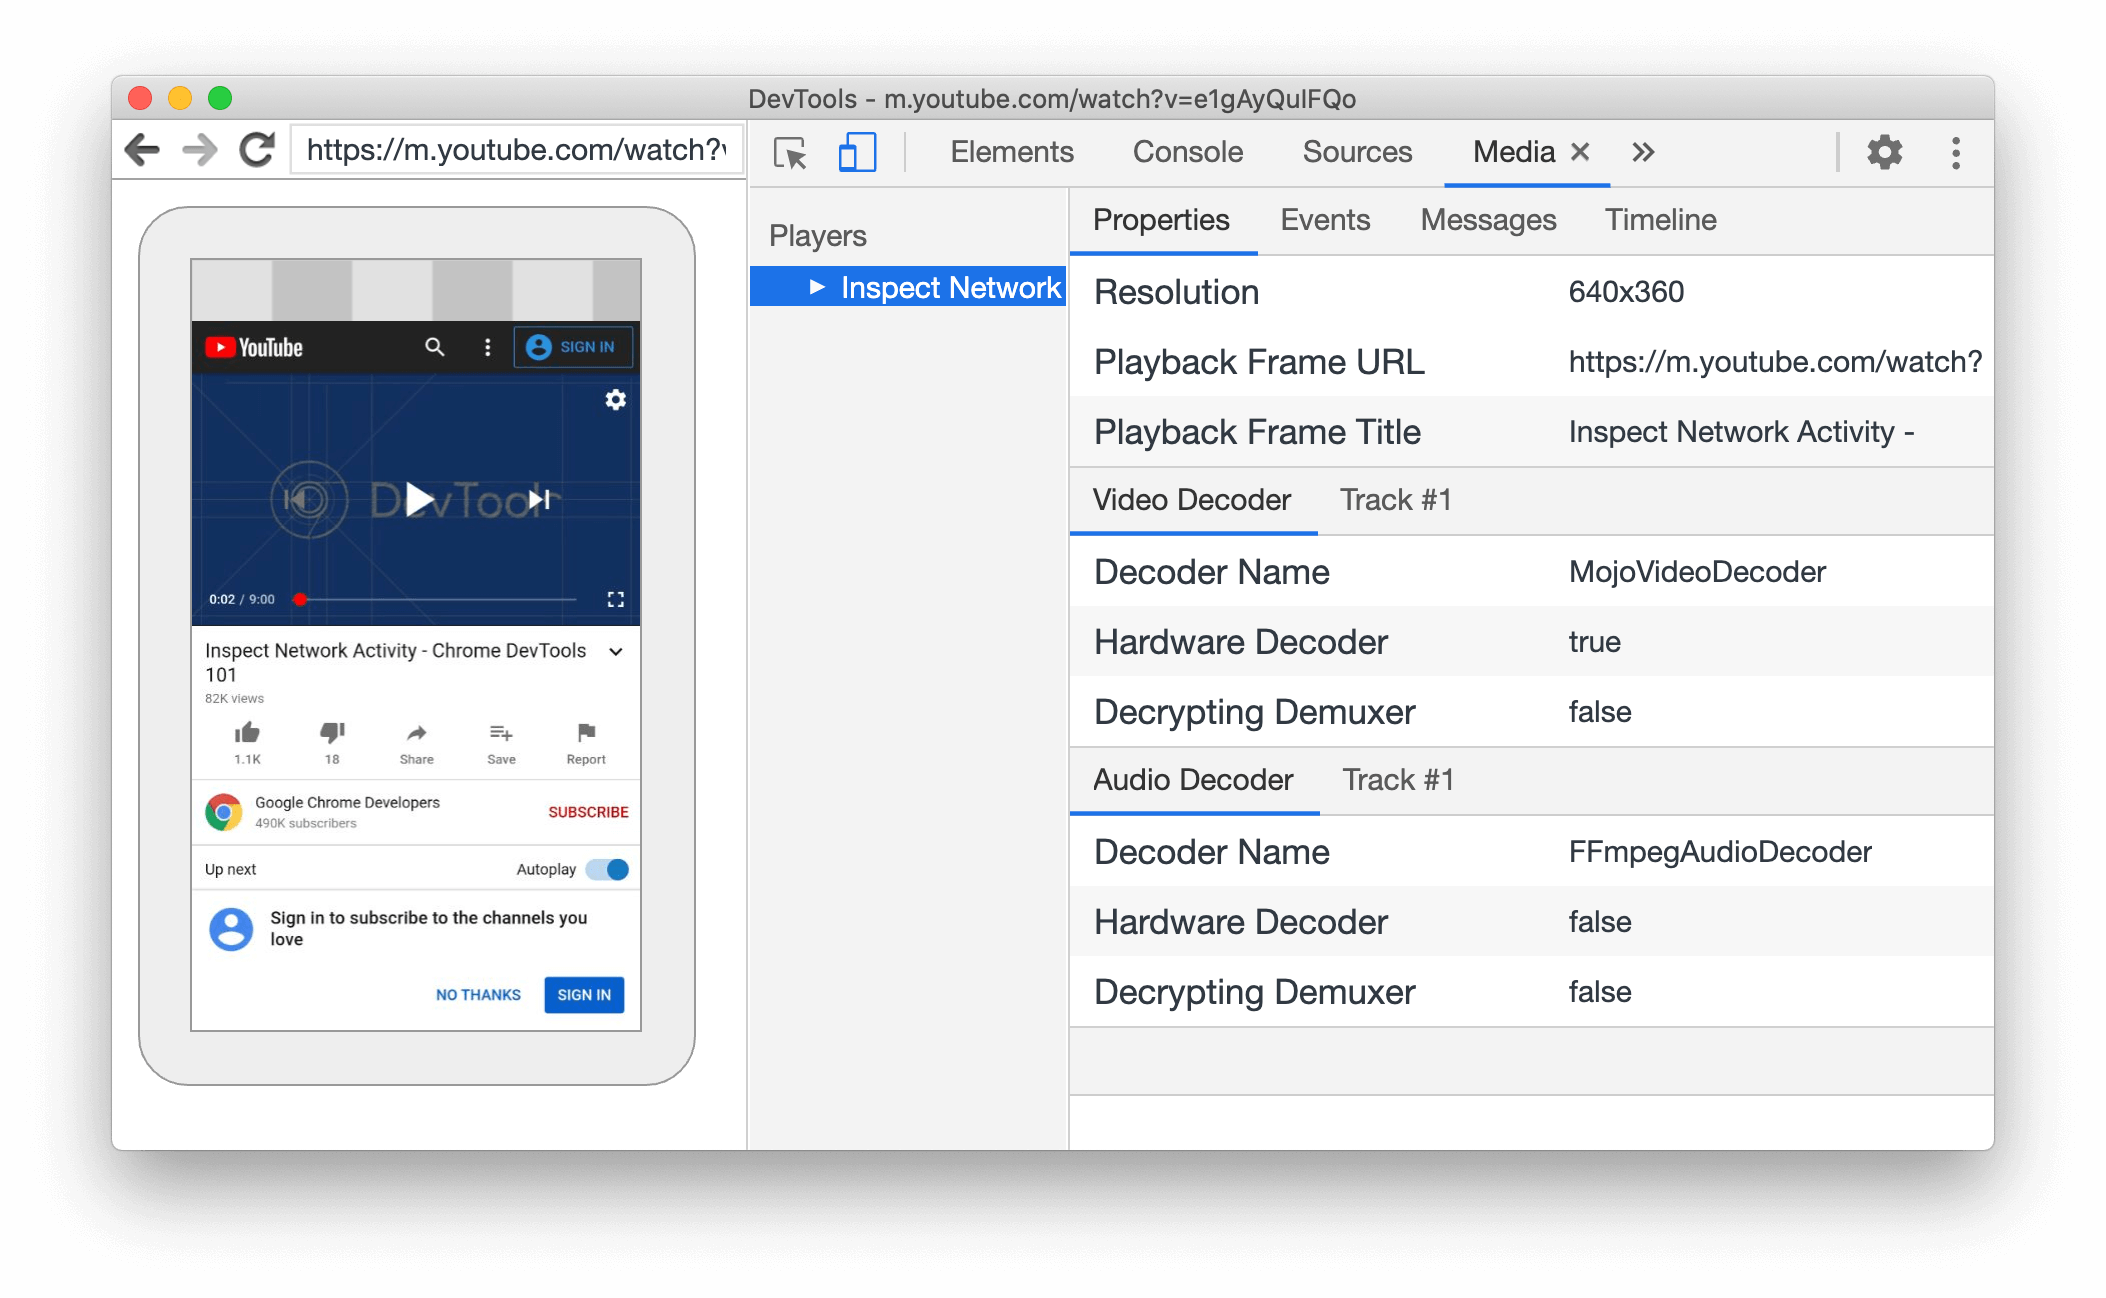 DevTools - m.youtube.com/watch?v=e1gAyQuIFQo
https://m.youtube.com/watch?v
Elements Console Sources Media × »
YouTube SIGN IN
DevTools
0:02 / 9:00
Inspect Network Activity - Chrome DevTools
101
82K views
1.1K 18 Share Save Report
Google Chrome Developers
490K subscribers
SUBSCRIBE
Up next Autoplay
Sign in to subscribe to the channels you
love
NO THANKS SIGN IN
Players
Inspect Network
Properties Events Messages Timeline
Resolution 640x360
Playback Frame URL https://m.youtube.com/watch?
Playback Frame Title Inspect Network Activity -
Video Decoder Track #1
Decoder Name MojoVideoDecoder
Hardware Decoder true
Decrypting Demuxer false
Audio Decoder Track #1
Decoder Name FFmpegAudioDecoder
Hardware Decoder false
Decrypting Demuxer false